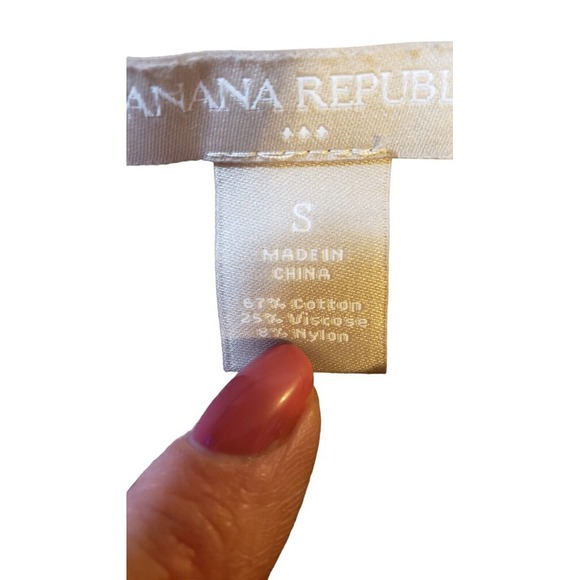 ANANA REPUBL
S
MADE IN
CHINA
67% Cotton
25% Viscose
8% Nylon